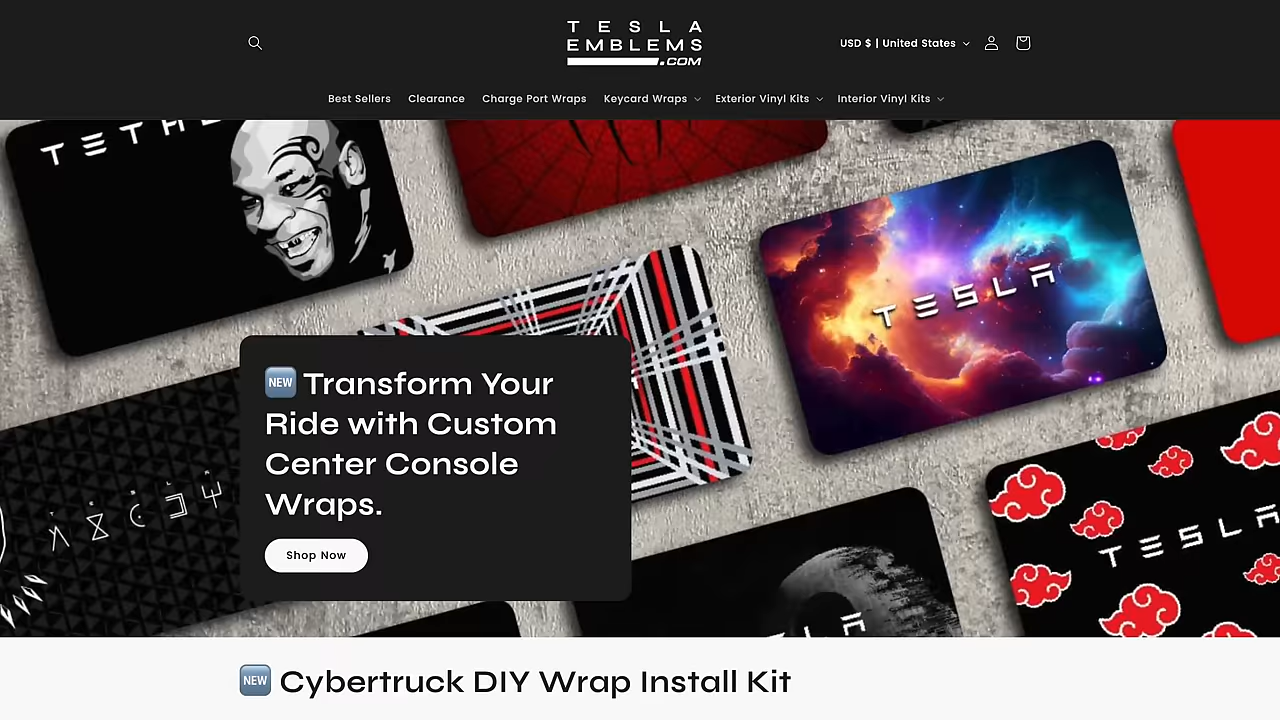 TESLA
EMBLEMS
.COM
USD $ | United States
Best Sellers
Clearance
Charge Port Wraps
Keycard Wraps
Exterior Vinyl Kits
Interior Vinyl Kits
TESLA
NEW Transform Your
Ride with Custom
Center Console
Wraps.
Shop Now
TESLA
TESLA
NEW Cybertruck DIY Wrap Install Kit